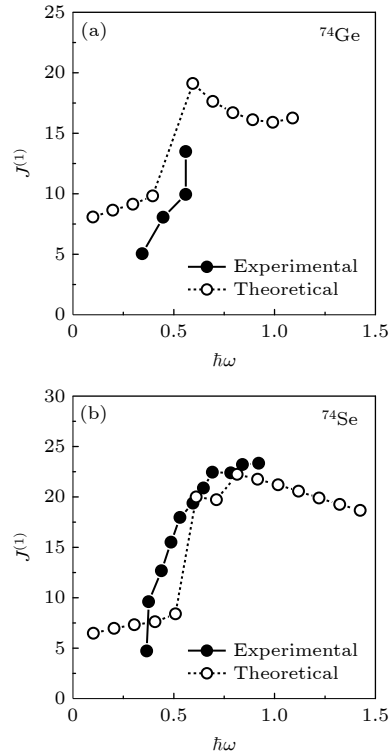 (a)
⁷⁴Ge
25
20
15
10
5
0
J⁽¹⁾
Experimental
Theoretical
0 0.5 1.0 1.5
ℏω
(b)
⁷⁴Se
30
25
20
15
10
5
0
J⁽¹⁾
Experimental
Theoretical
0 0.5 1.0 1.5
ℏω